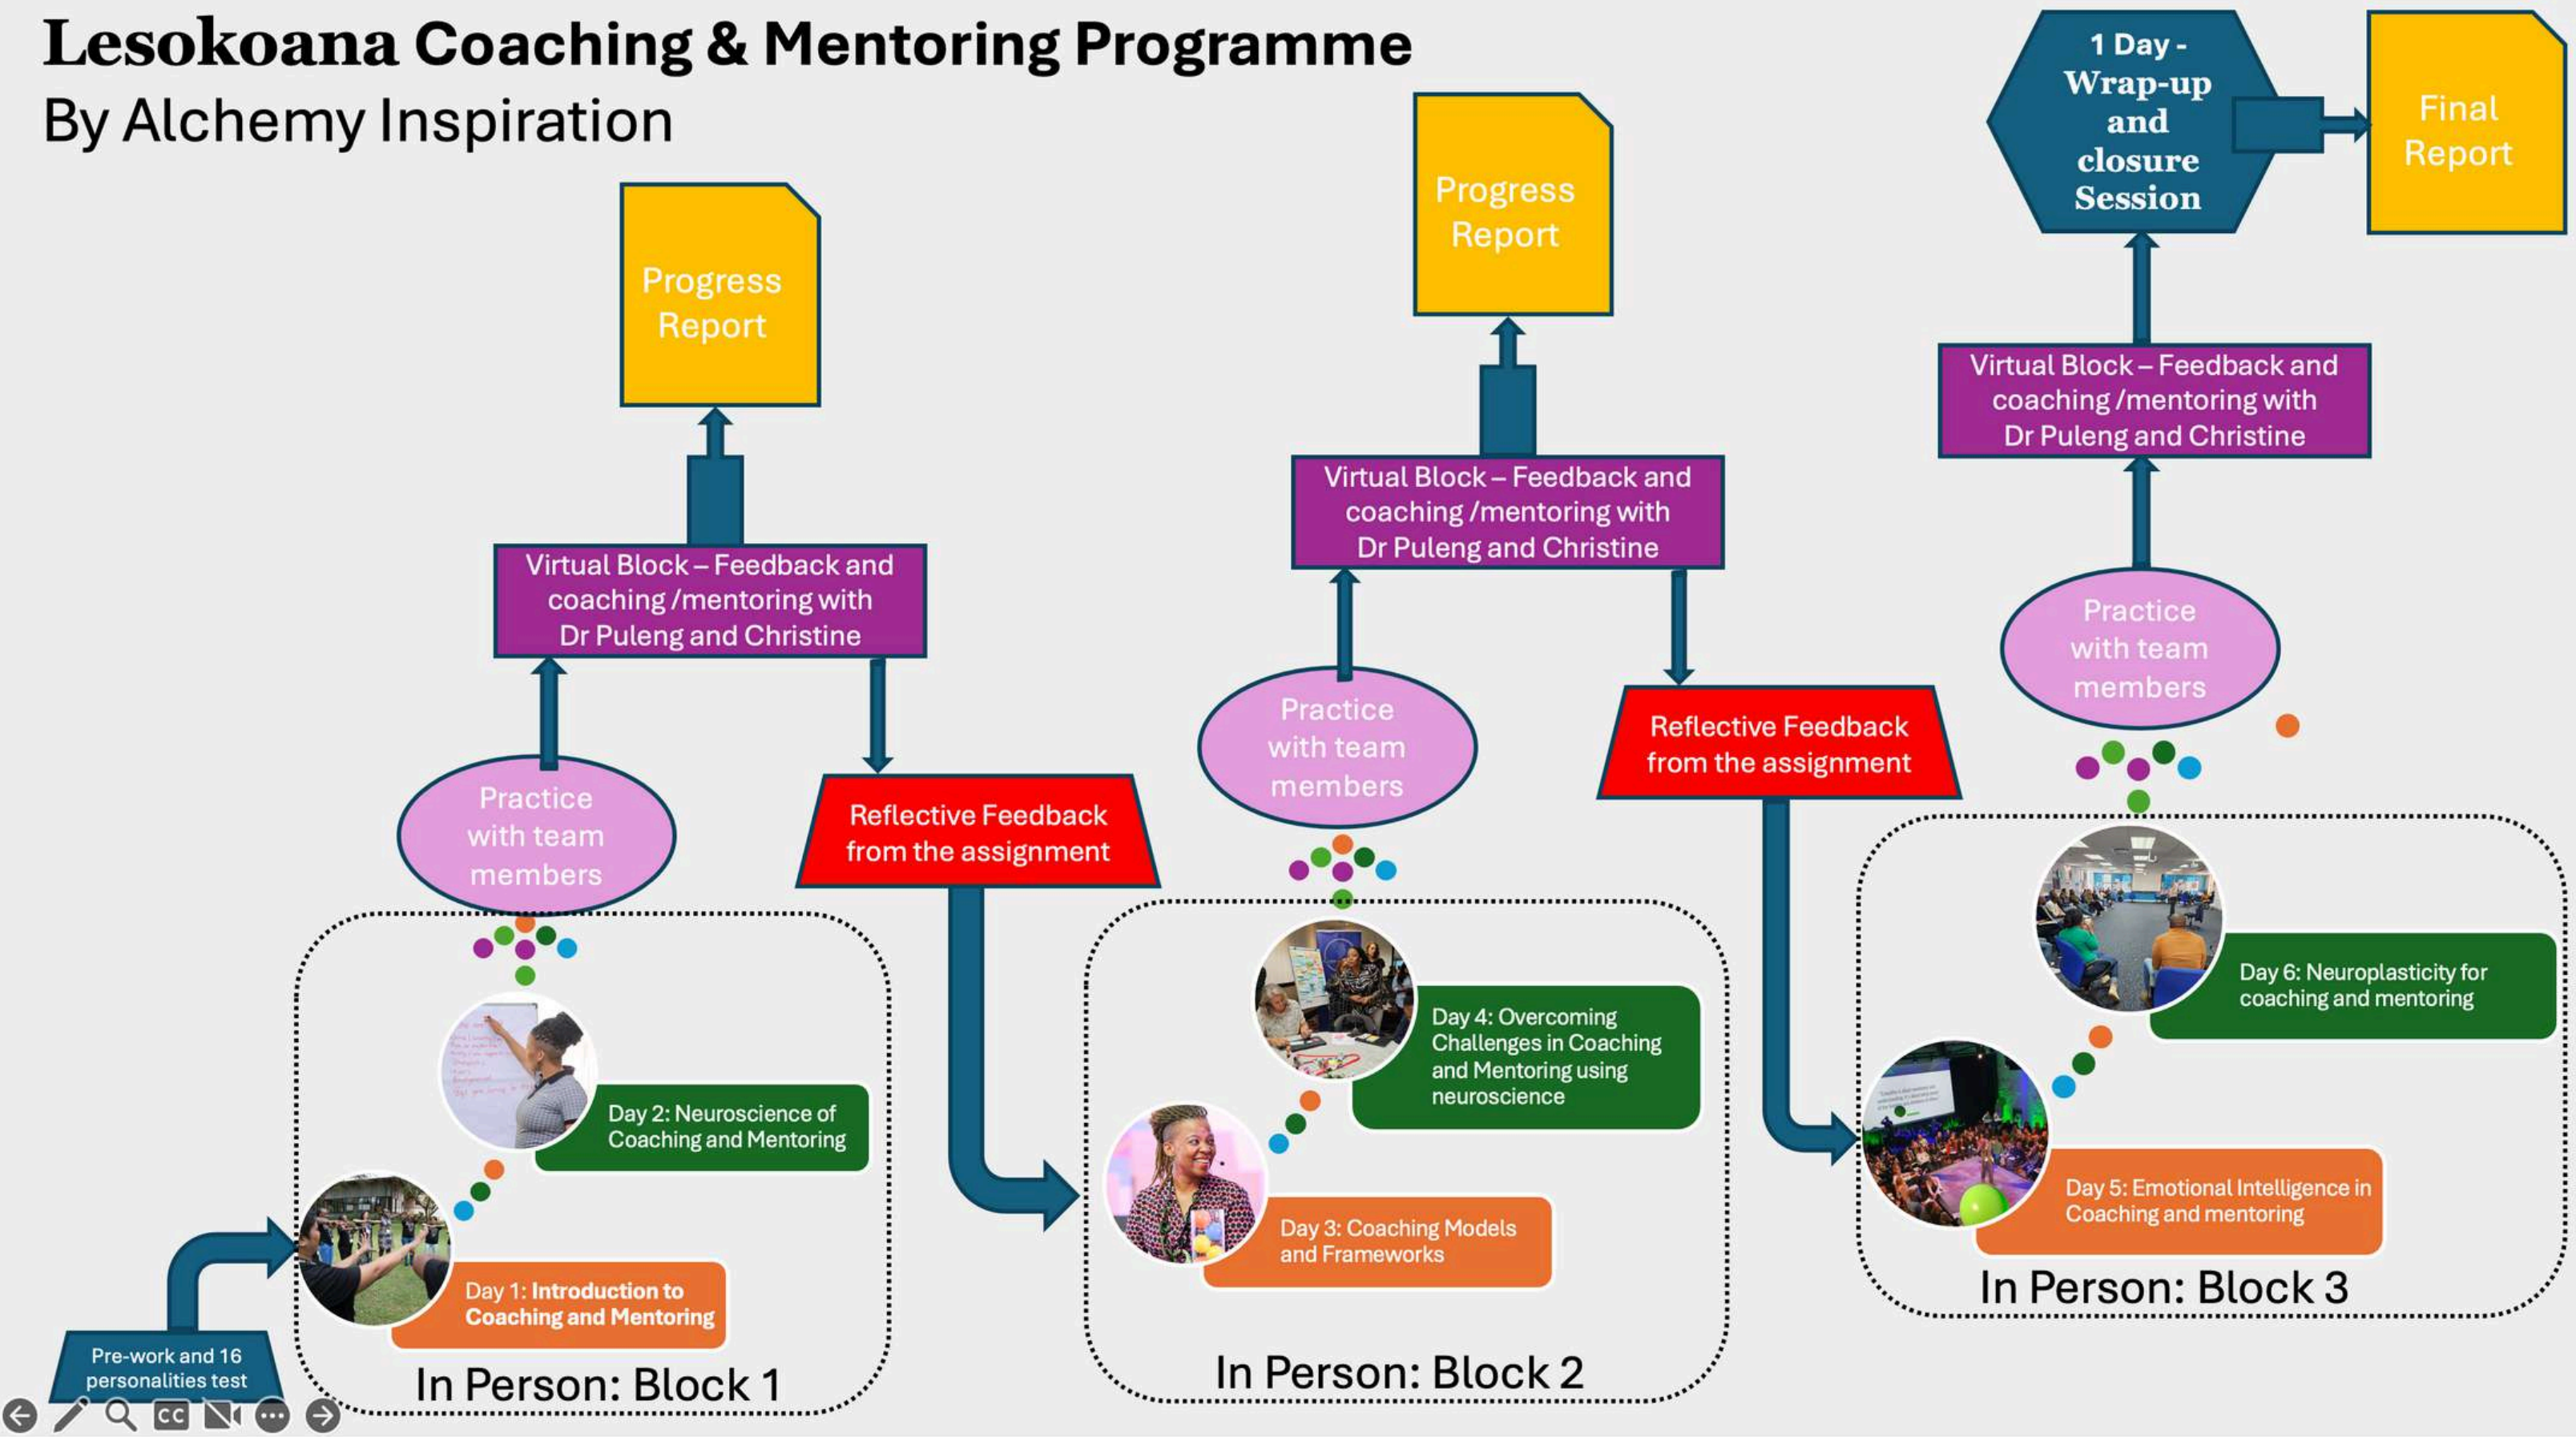 Lesokoana Coaching & Mentoring Programme
By Alchemy Inspiration
Pre-work and 16
personalities test
In Person: Block 1
Day 1: Introduction to
Coaching and Mentoring
Day 2: Neuroscience of
Coaching and Mentoring
Practice
with team
members
Virtual Block – Feedback and
coaching /mentoring with
Dr Puleng and Christine
Progress
Report
Reflective Feedback
from the assignment
In Person: Block 2
Day 3: Coaching Models
and Frameworks
Day 4: Overcoming
Challenges in Coaching
and Mentoring using
neuroscience
Practice
with team
members
Virtual Block – Feedback and
coaching /mentoring with
Dr Puleng and Christine
Progress
Report
Reflective Feedback
from the assignment
In Person: Block 3
Day 5: Emotional Intelligence in
Coaching and mentoring
Day 6: Neuroplasticity for
coaching and mentoring
Practice
with team
members
Virtual Block – Feedback and
coaching /mentoring with
Dr Puleng and Christine
1 Day -
Wrap-up
and
closure
Session
Final
Report
CC